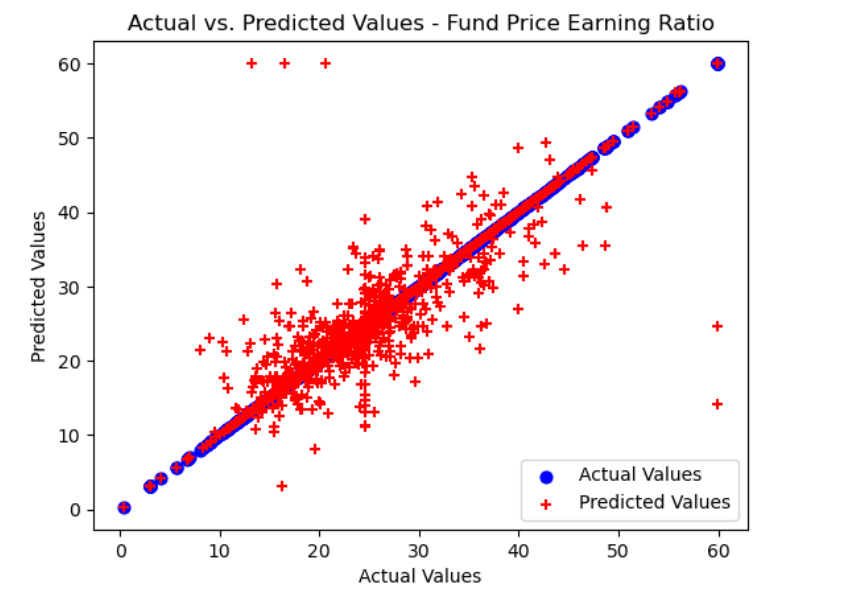 Actual vs. Predicted Values - Fund Price Earning Ratio
60
50
40
30
20
10
0
Predicted Values
Actual Values
Predicted Values
0 10 20 30 40 50 60
Actual Values